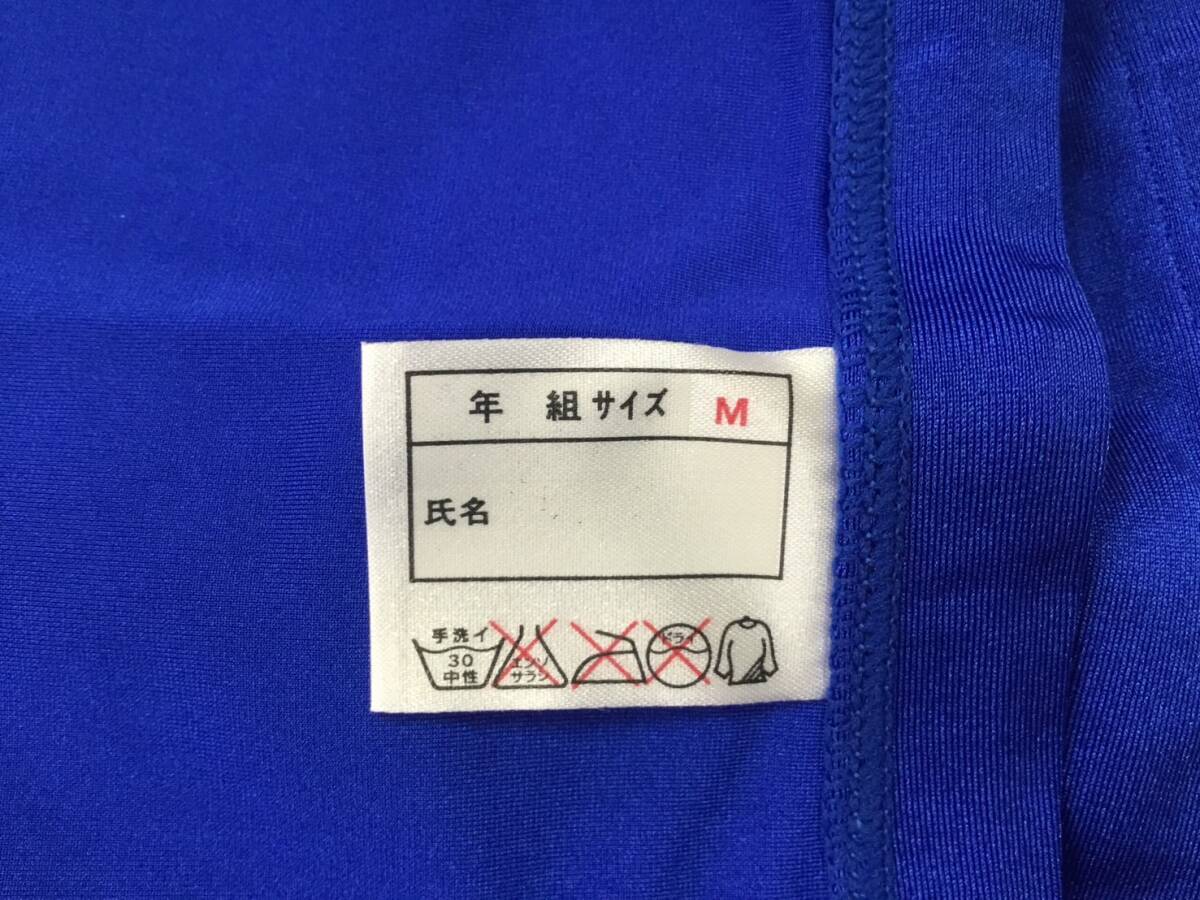 年 組 サイズ M
氏名
手洗イ
30
中性
エンソ
サラシ
ドライ